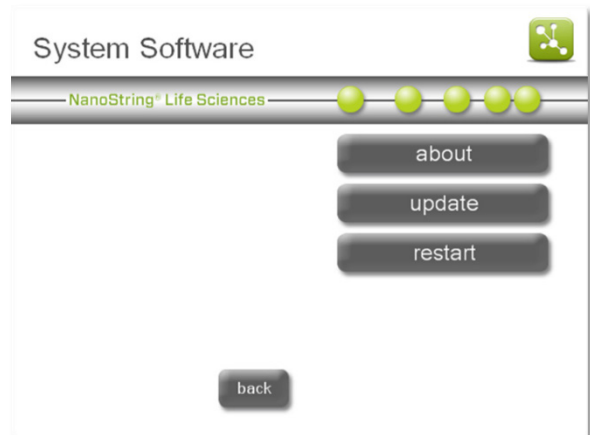 System Software
NanoString® Life Sciences
about
update
restart
back